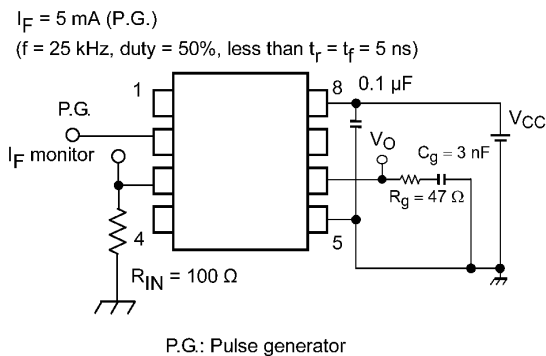 IF = 5 mA (P.G.)
(f = 25 kHz, duty = 50%, less than tr = tf = 5 ns)
1
8
0.1 μF
P.G.
VO
VCC
IF monitor
Cg = 3 nF
Rg = 47 Ω
4
5
RIN = 100 Ω
P.G.: Pulse generator